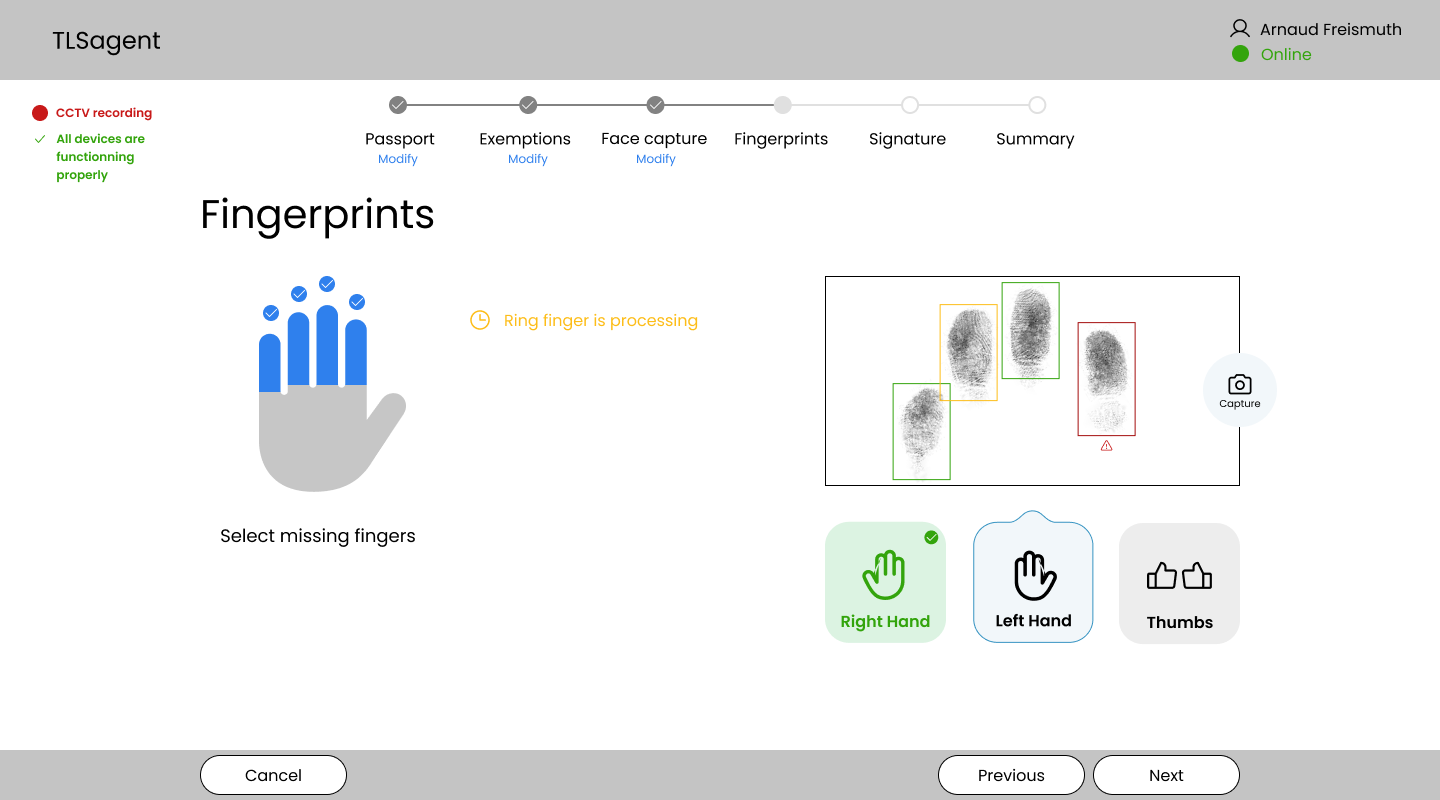 TLSagent
Arnaud Freismuth
Online
CCTV recording
All devices are
functionning
properly
Passport
Exemptions
Face capture
Fingerprints
Signature
Summary
Modify
Modify
Modify
Fingerprints
Ring finger is processing
Capture
Select missing fingers
Right Hand
Left Hand
Thumbs
Cancel
Previous
Next